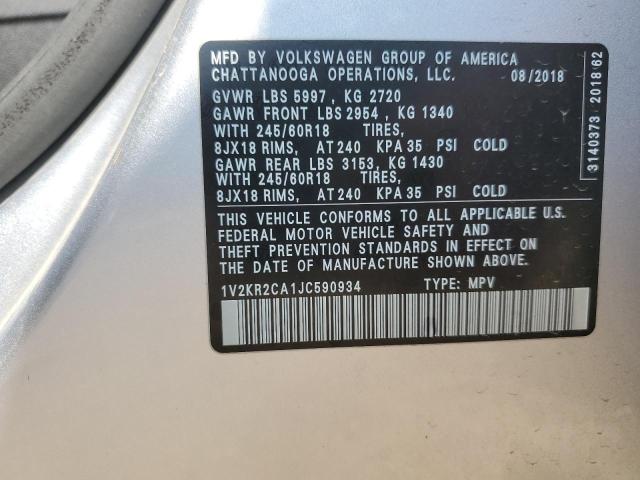 MFD BY VOLKSWAGEN GROUP OF AMERICA
CHATTANOOGA OPERATIONS, LLC. 08/2018
GVWR LBS 5997, KG 2720
GAWR FRONT LBS 2954 , KG 1340
WITH 245/60R18 TIRES,
8JX18 RIMS, AT 240 KPA 35 PSI COLD
GAWR REAR LBS 3153, KG 1430
WITH 245/60R18 TIRES,
8JX18 RIMS, AT 240 KPA 35 PSI COLD
THIS VEHICLE CONFORMS TO ALL APPLICABLE U.S.
FEDERAL MOTOR VEHICLE SAFETY AND
THEFT PREVENTION STANDARDS IN EFFECT ON
THE DATE OF MANUFACTURE SHOWN ABOVE.
1V2KR2CA1JC590934 TYPE: MPV
3140373 2018 62